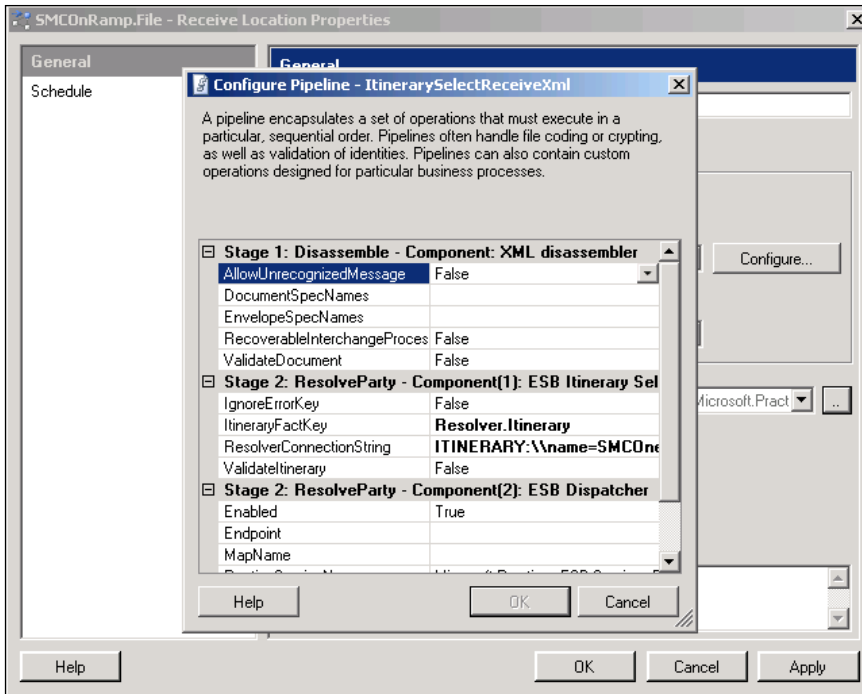 SMCOnRamp.File - Receive Location Properties
General
Schedule
General
Configure Pipeline - ItinerarySelectReceiveXml
A pipeline encapsulates a set of operations that must execute in a
particular, sequential order. Pipelines often handle file coding or crypting,
as well as validation of identities. Pipelines can also contain custom
operations designed for particular business processes.
Stage 1: Disassemble - Component: XML disassembler
AllowUnrecognizedMessage False
DocumentSpecNames
EnvelopeSpecNames
RecoverableInterchangeProces False
ValidateDocument False
Stage 2: ResolveParty - Component(1): ESB Itinerary Sel
IgnoreErrorKey False
ItineraryFactKey Resolver.Itinerary
ResolverConnectionString ITINERARY:\\name=SMCOne
ValidateItinerary False
Stage 2: ResolveParty - Component(2): ESB Dispatcher
Enabled True
Endpoint
MapName
Configure...
Microsoft.Pract
..
Help
OK
Cancel
Help
OK
Cancel
Apply